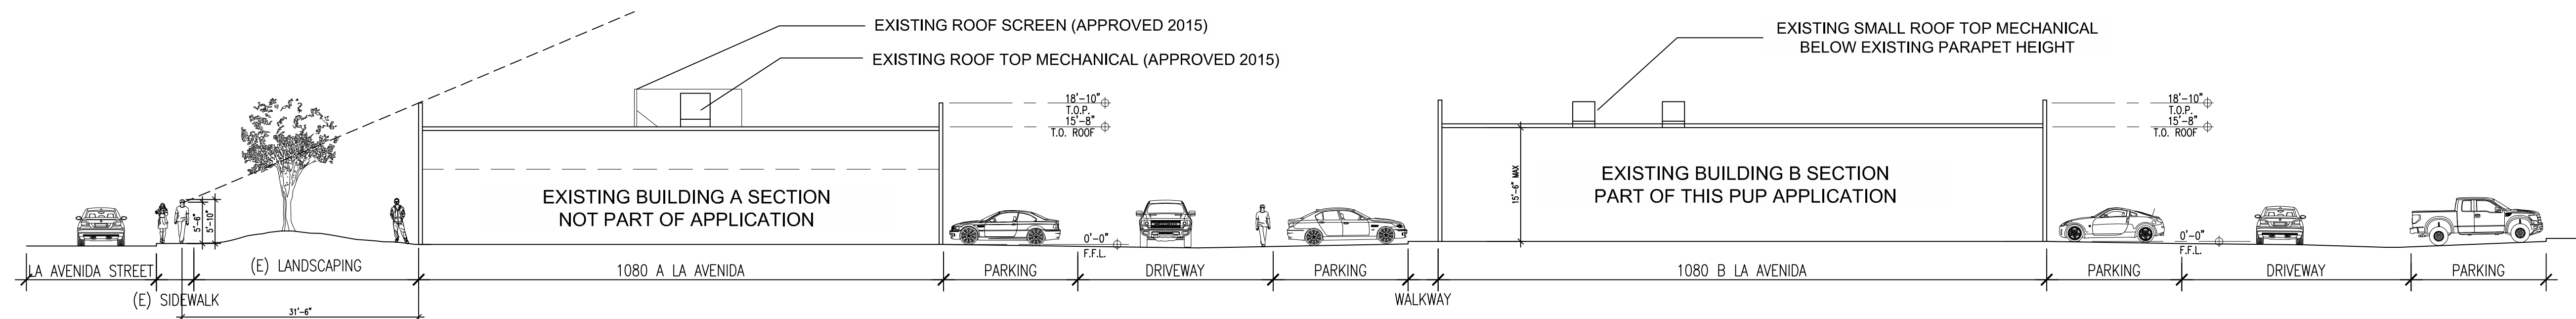 EXISTING ROOF SCREEN (APPROVED 2015)
EXISTING ROOF TOP MECHANICAL (APPROVED 2015)
EXISTING SMALL ROOF TOP MECHANICAL
BELOW EXISTING PARAPET HEIGHT
18'-10"
T.O.P.
15'-8"
T.O. ROOF
18'-10"
T.O.P.
15'-8"
T.O. ROOF
5'-6"
5'-10"
EXISTING BUILDING A SECTION
NOT PART OF APPLICATION
15'-6" MAX
EXISTING BUILDING B SECTION
PART OF THIS PUP APPLICATION
0'-0"
F.F.L.
0'-0"
F.F.L.
LA AVENIDA STREET
(E) SIDEWALK
(E) LANDSCAPING
1080 A LA AVENIDA
PARKING
DRIVEWAY
PARKING
WALKWAY
1080 B LA AVENIDA
PARKING
DRIVEWAY
PARKING
31'-6"